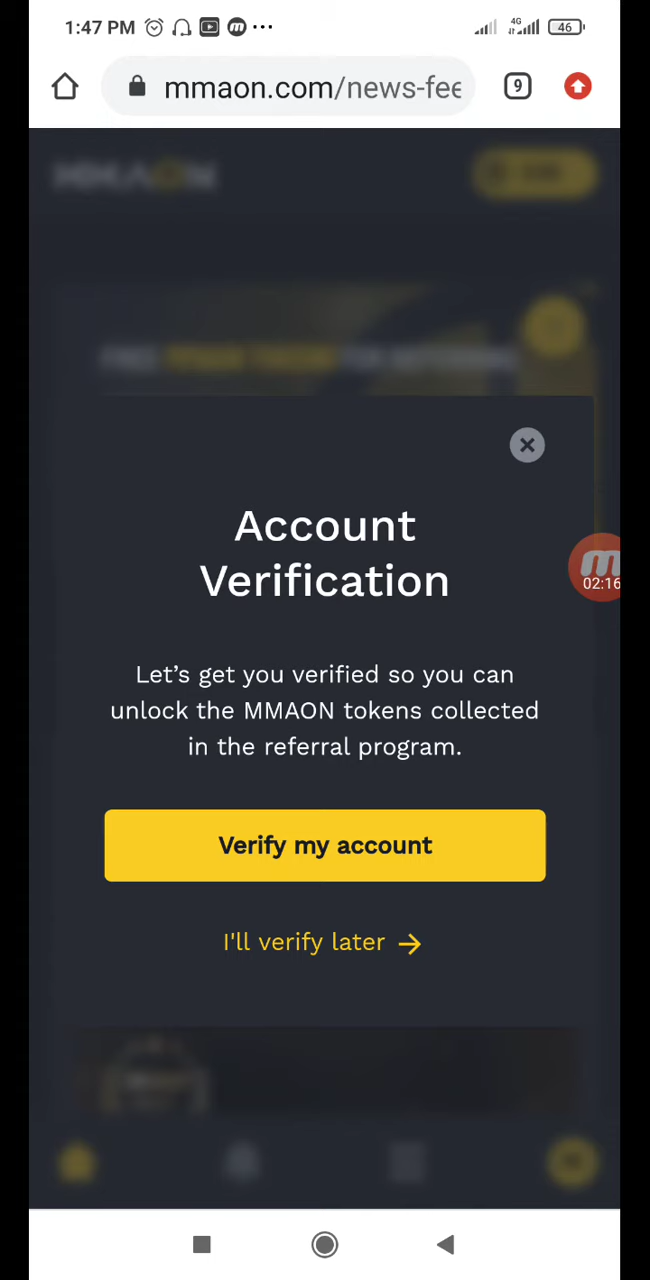 1:47 PM
4G
46
mmaon.com/news-fee
9
Account
Verification
m
02:16
Let’s get you verified so you can
unlock the MMAON tokens collected
in the referral program.
Verify my account
I'll verify later